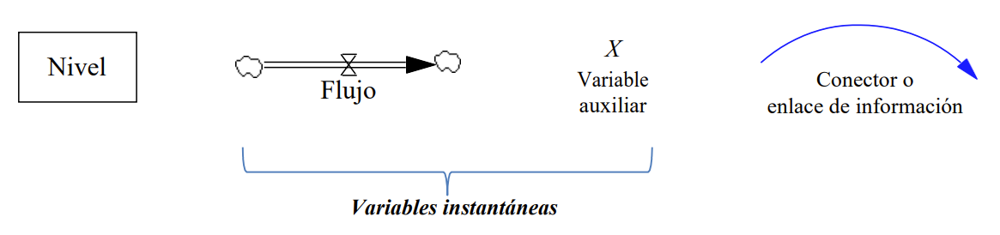 Nivel
Flujo
X
Variable
auxiliar
Conector o
enlace de información
Variables instantáneas